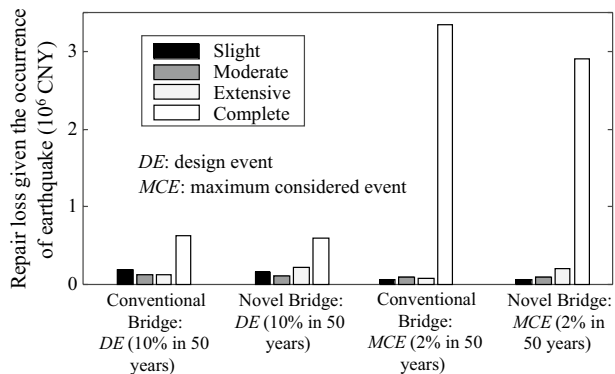 Repair loss given the occurrence
of earthquake (10⁶ CNY)
3
2
1
0
Slight
Moderate
Extensive
Complete
DE: design event
MCE: maximum considered event
Conventional
Bridge:
DE (10% in 50
years)
Novel Bridge:
DE (10% in 50
years)
Conventional
Bridge:
MCE (2% in 50
years)
Novel Bridge:
MCE (2% in
50 years)